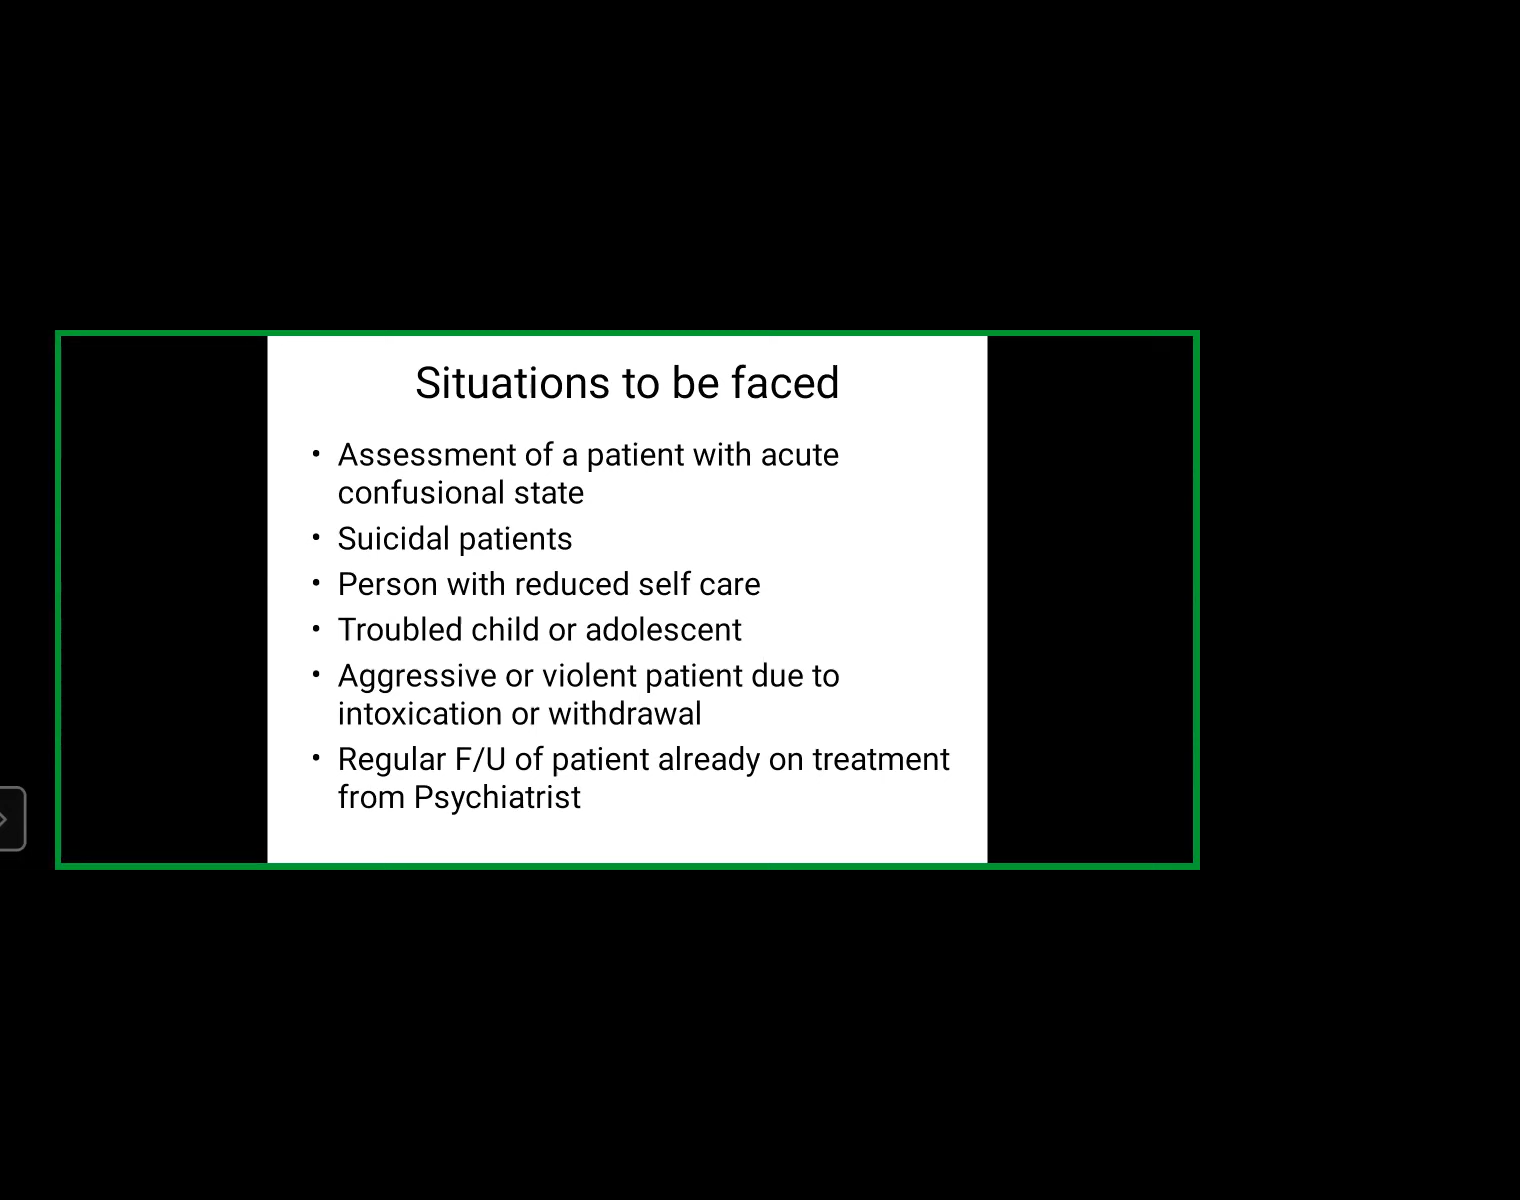 Situations to be faced
• Assessment of a patient with acute
confusional state
• Suicidal patients
• Person with reduced self care
• Troubled child or adolescent
• Aggressive or violent patient due to
intoxication or withdrawal
• Regular F/U of patient already on treatment
from Psychiatrist